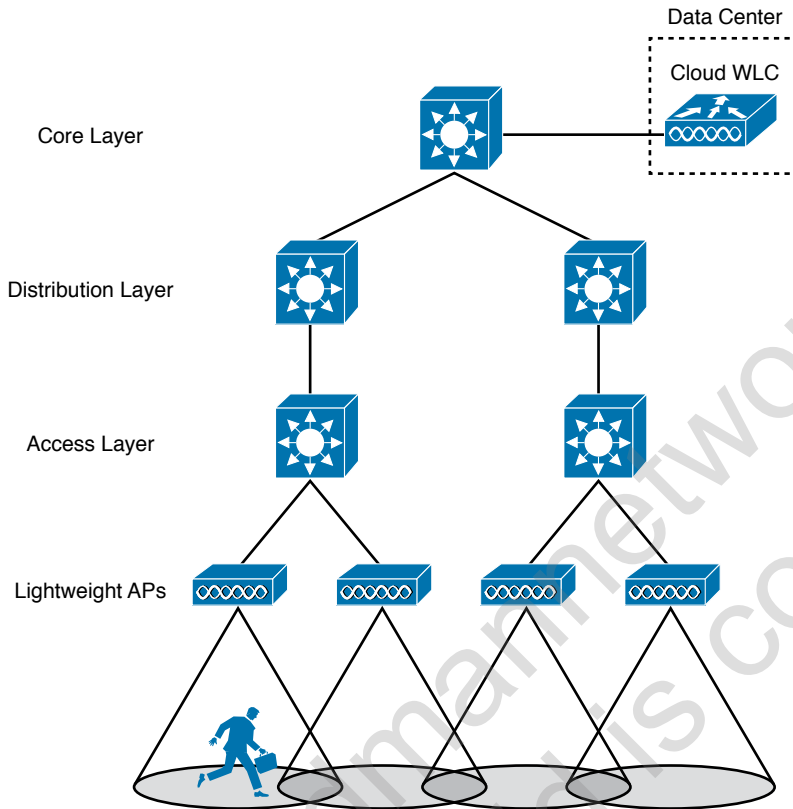 Data Center
Cloud WLC
Core Layer
Distribution Layer
Access Layer
Lightweight APs